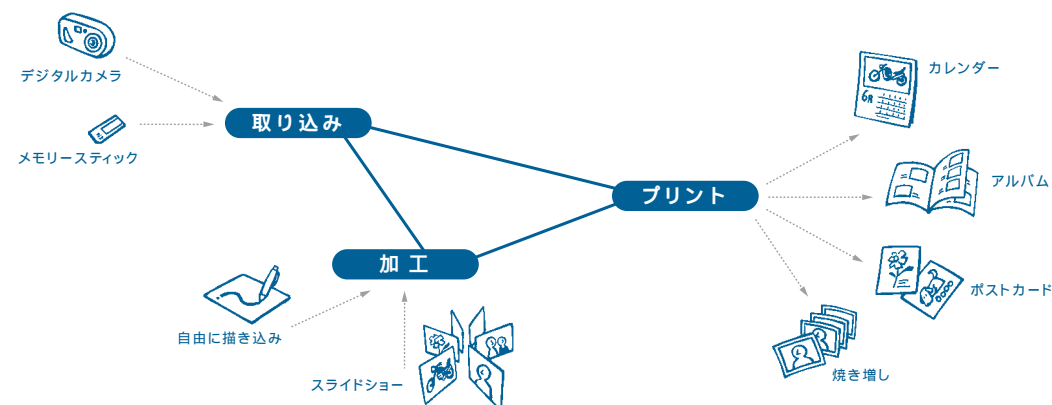 デジタルカメラ
メモリースティック
取り込み
プリント
加工
自由に描き込み
スライドショー
カレンダー
6月
アルバム
ポストカード
焼き増し